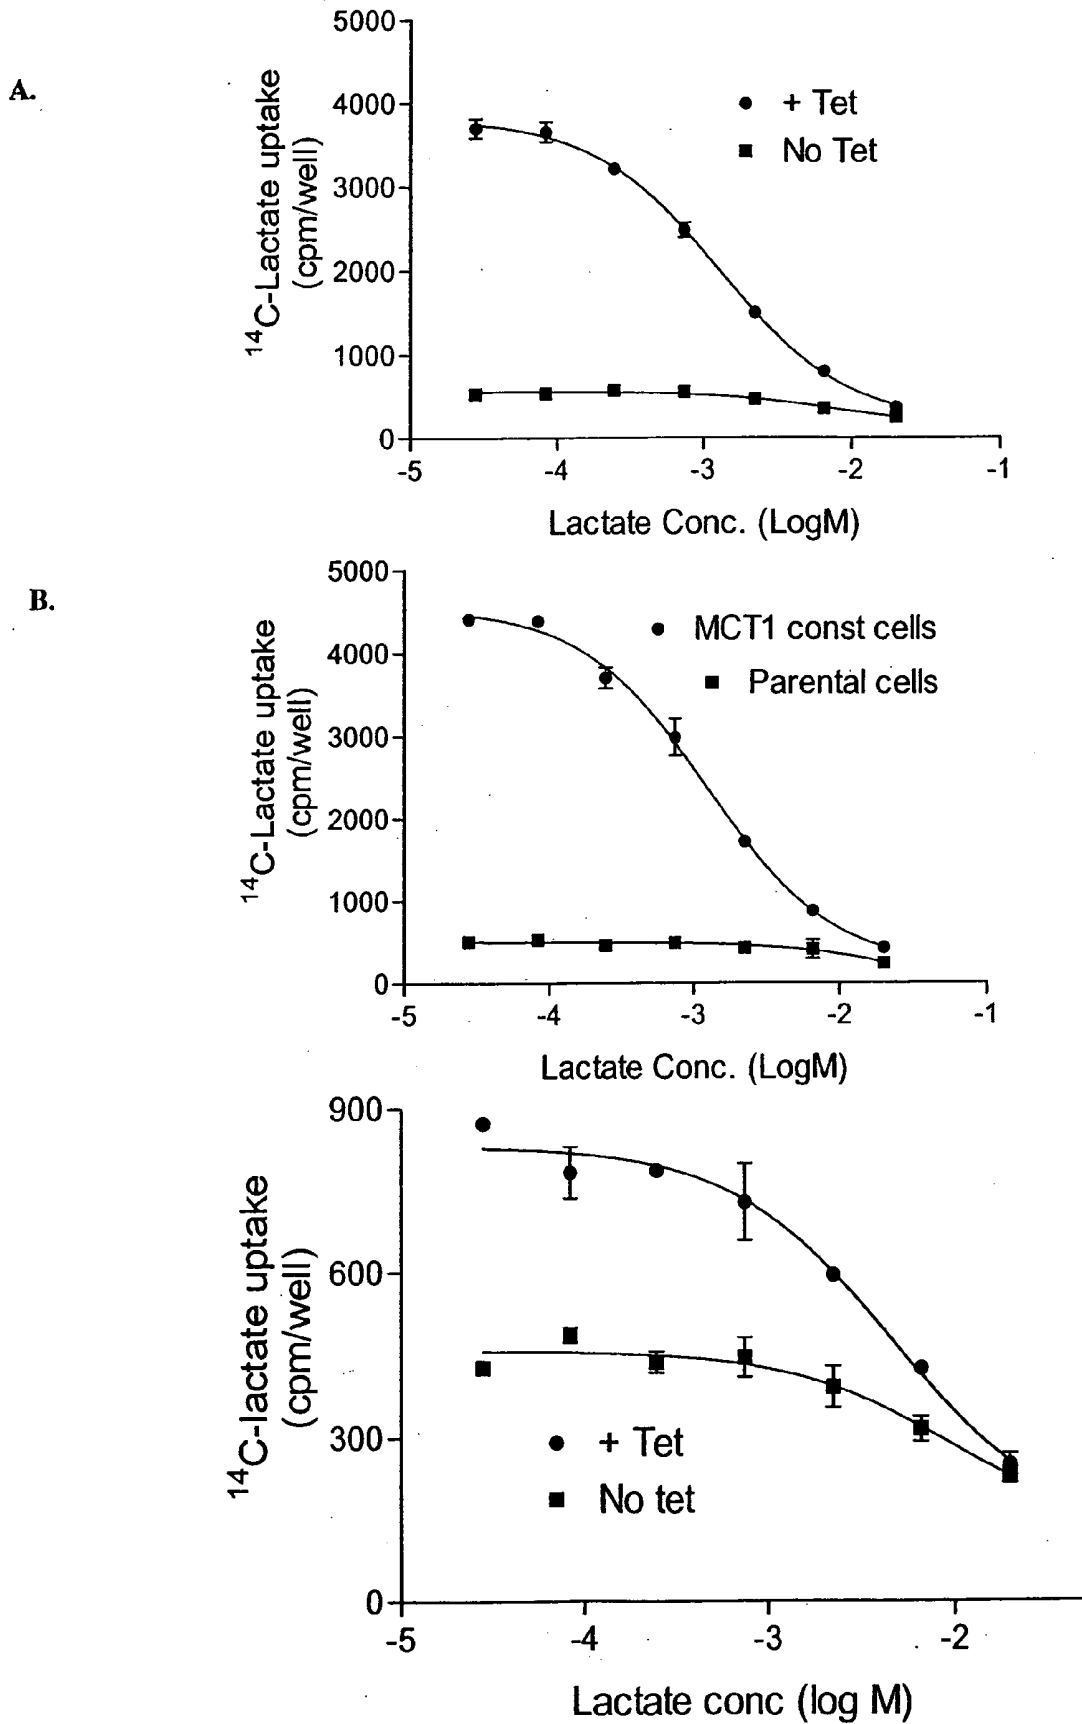 A.
5000
4000
3000
2000
1000
0
¹⁴C-Lactate uptake
(cpm/well)
+ Tet
No Tet
-5 -4 -3 -2 -1
Lactate Conc. (LogM)
B.
5000
4000
3000
2000
1000
0
¹⁴C-Lactate uptake
(cpm/well)
MCT1 const cells
Parental cells
-5 -4 -3 -2 -1
Lactate Conc. (LogM)
900
600
300
0
¹⁴C-lactate uptake
(cpm/well)
+ Tet
No tet
-5 -4 -3 -2
Lactate conc (log M)